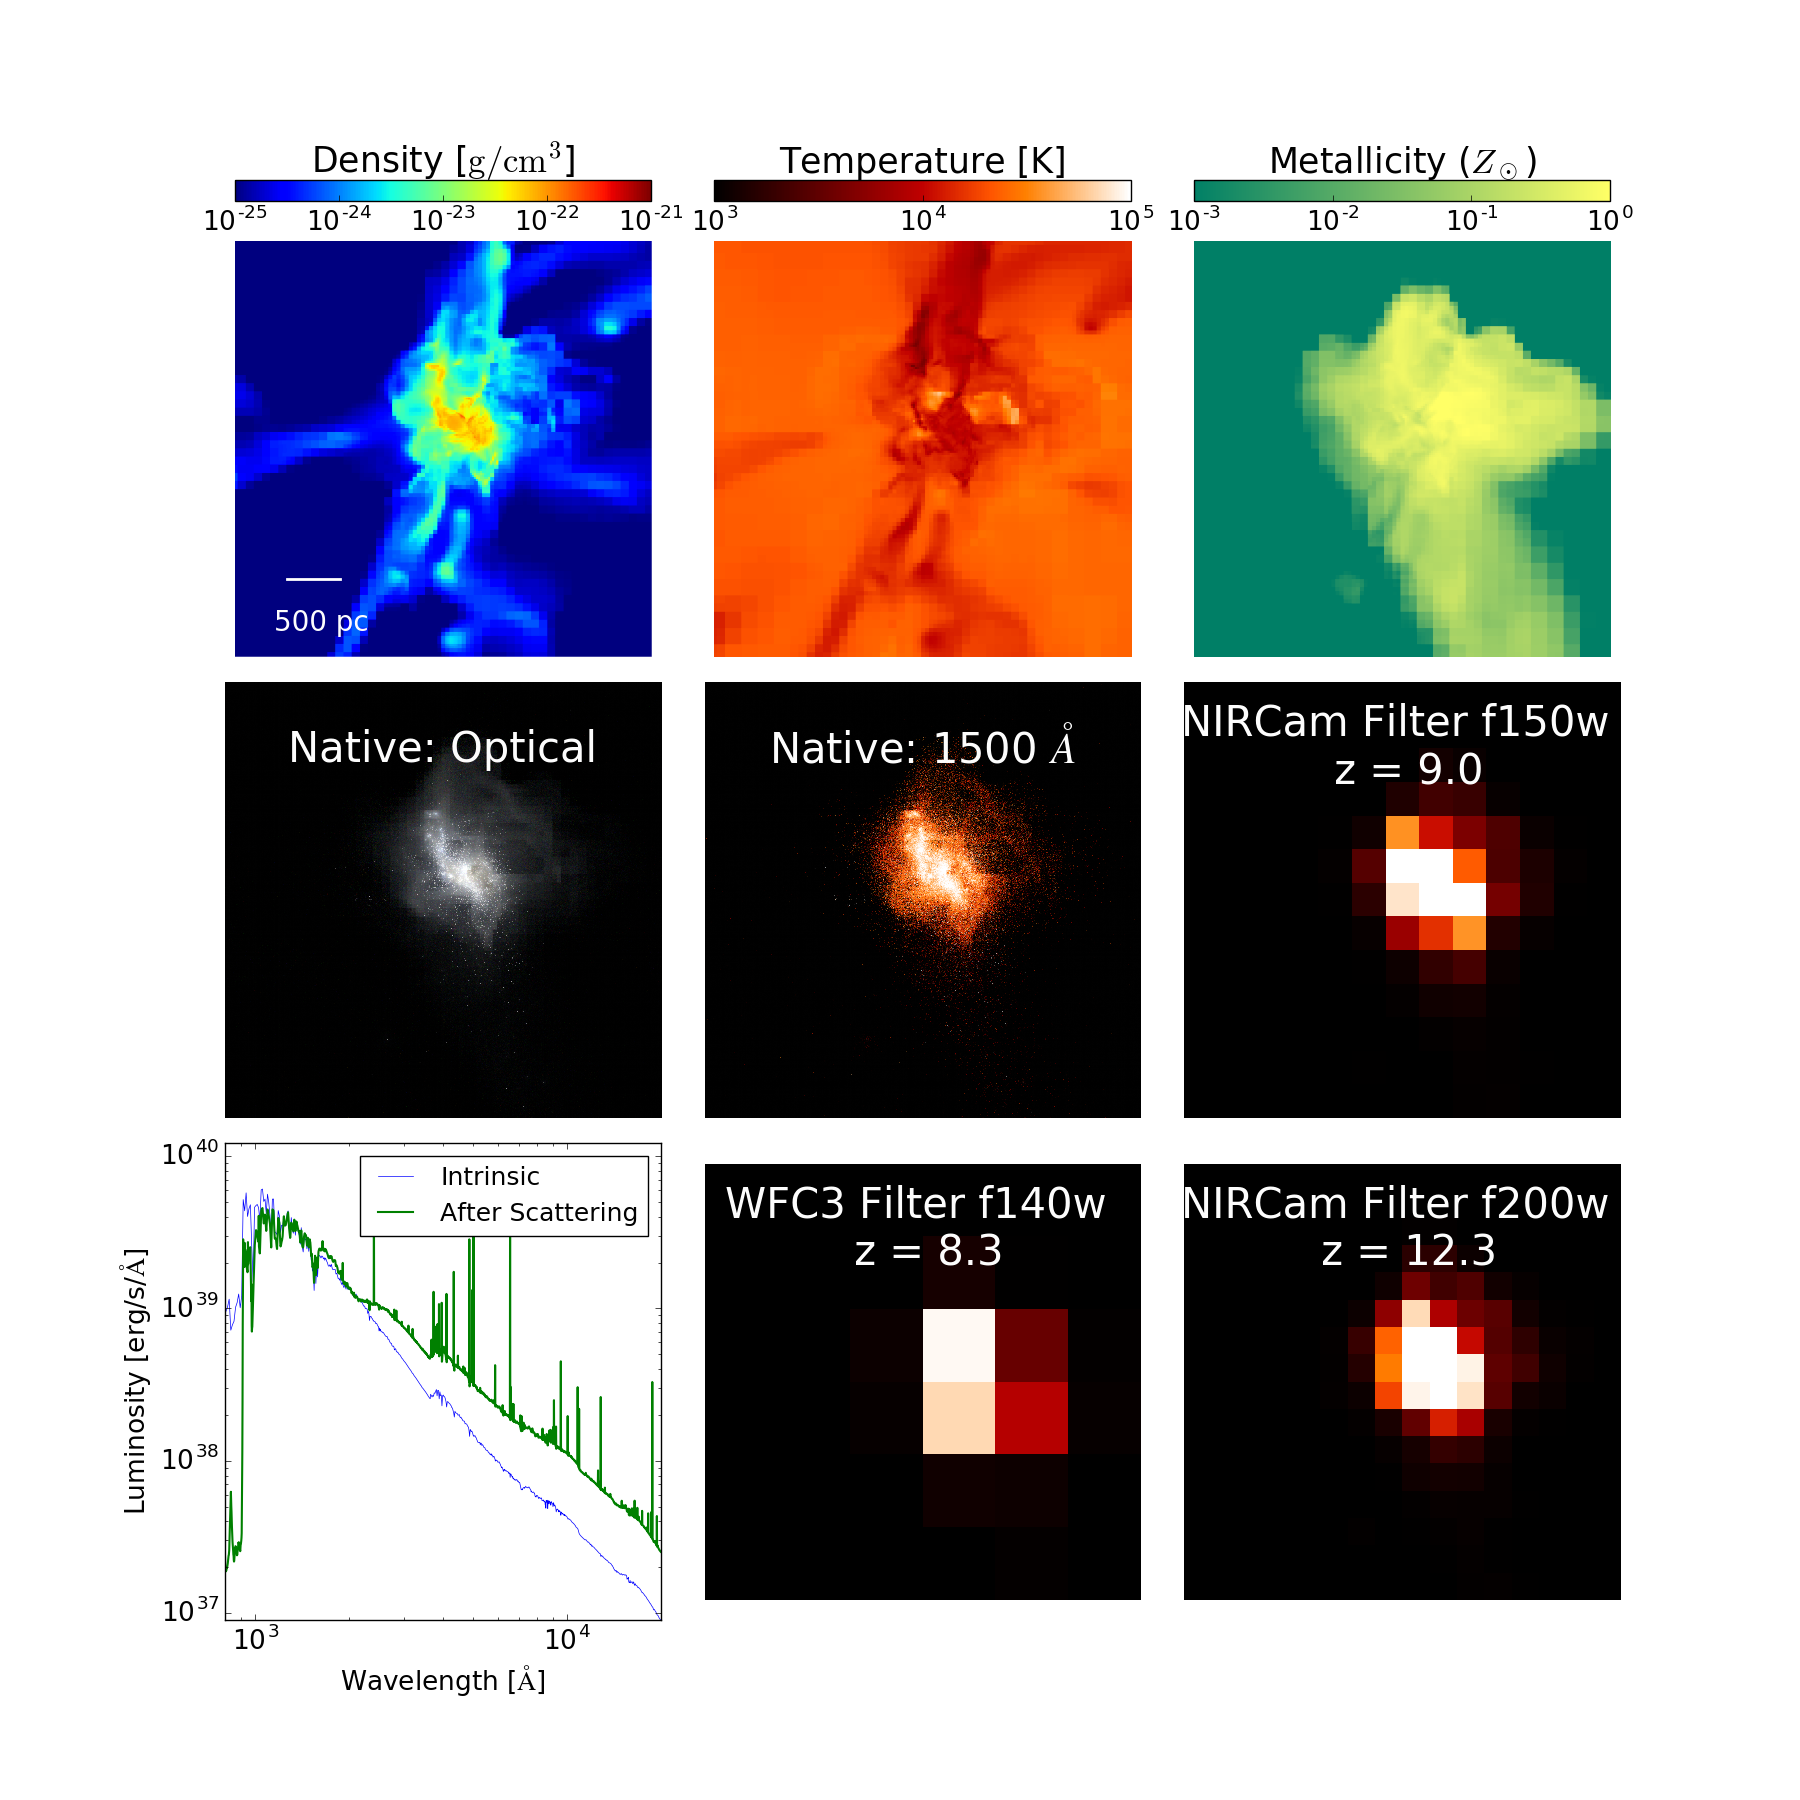 Density [g/cm³]
Temperature [K]
Metallicity (Z☉)
10⁻²⁵ 10⁻²⁴ 10⁻²³ 10⁻²² 10⁻²¹
10³ 10⁴ 10⁵
10⁻³ 10⁻² 10⁻¹ 10⁰
500 pc
Native: Optical
Native: 1500 Å
NIRCam Filter f150w
z = 9.0
10⁴⁰
10³⁹
10³⁸
10³⁷
Luminosity [erg/s/Å]
Intrinsic
After Scattering
10³ 10⁴
Wavelength [Å]
WFC3 Filter f140w
z = 8.3
NIRCam Filter f200w
z = 12.3